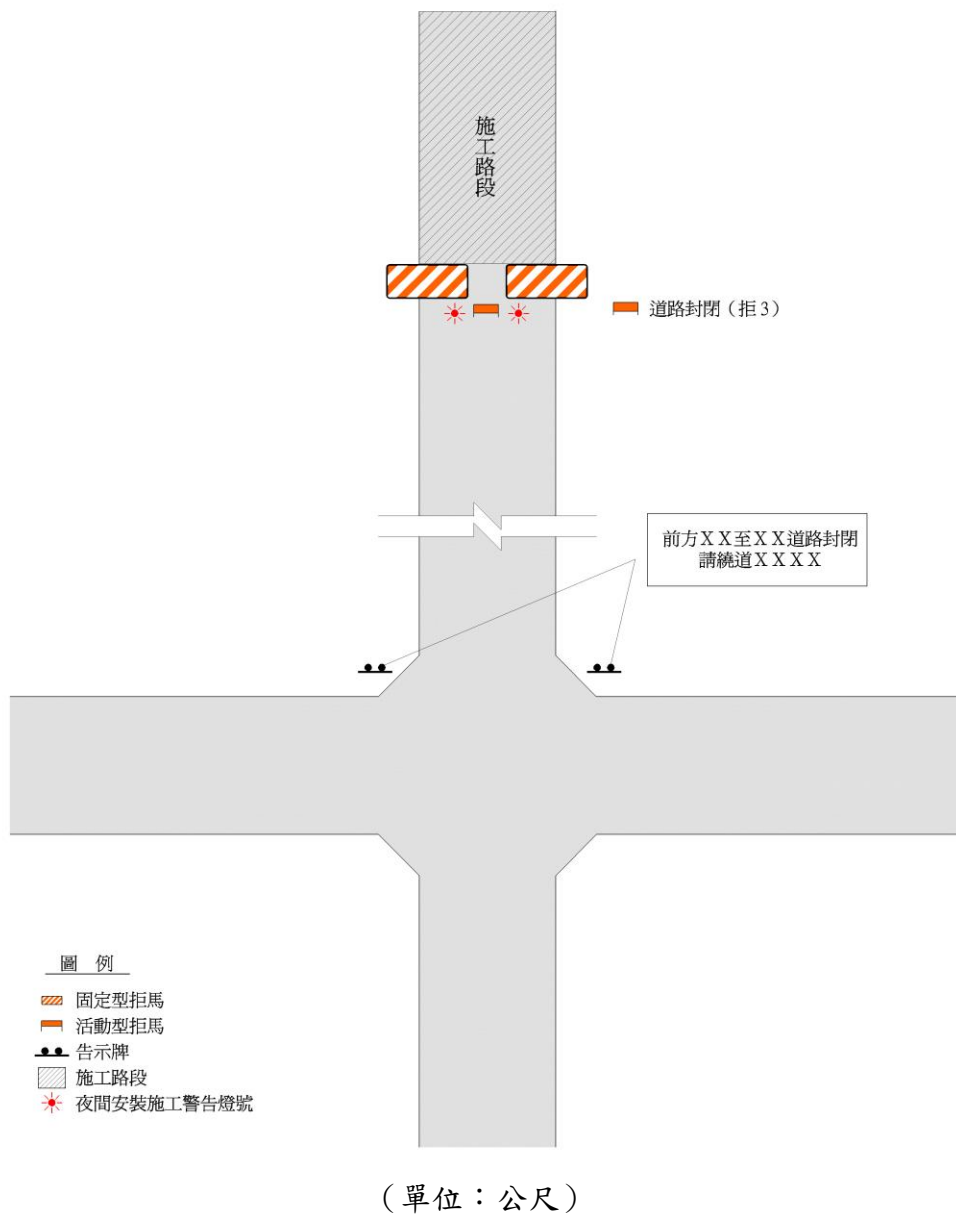 施工路段
道路封閉（拒3）
前方ＸＸ至ＸＸ道路封閉
請繞道ＸＸＸＸ
圖 例
固定型拒馬
活動型拒馬
告示牌
施工路段
夜間安裝施工警告燈號
（單位：公尺）